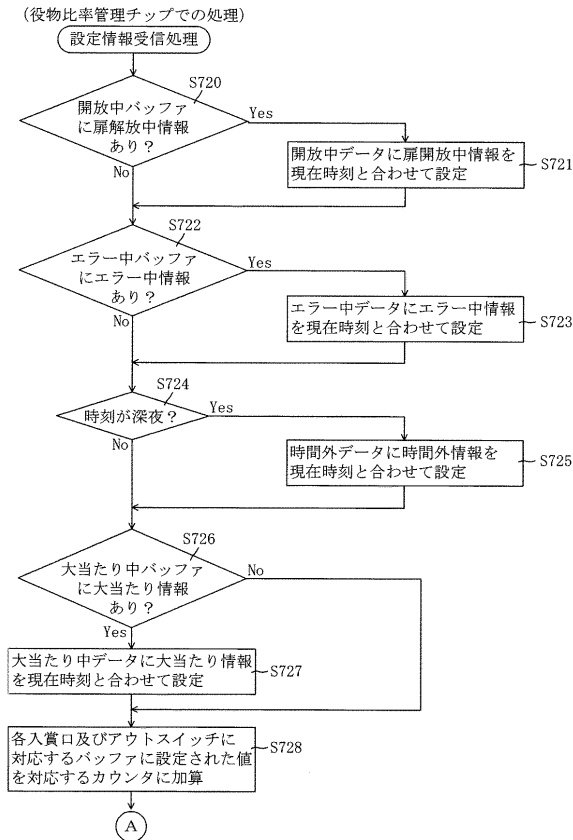 (役物比率管理チップでの処理)
設定情報受信処理
S720
開放中バッファ
に扉解放中情報
あり?
Yes
No
開放中データに扉開放中情報を
現在時刻と合わせて設定
S721
S722
エラー中バッファ
にエラー中情報
あり?
Yes
No
エラー中データにエラー中情報
を現在時刻と合わせて設定
S723
S724
時刻が深夜?
Yes
No
時間外データに時間外情報を
現在時刻と合わせて設定
S725
S726
大当たり中バッファ
に大当たり情報
あり?
No
Yes
大当たり中データに大当たり情報
を現在時刻と合わせて設定
S727
各入賞口及びアウトスイッチに
対応するバッファに設定された値
を対応するカウンタに加算
S728
A